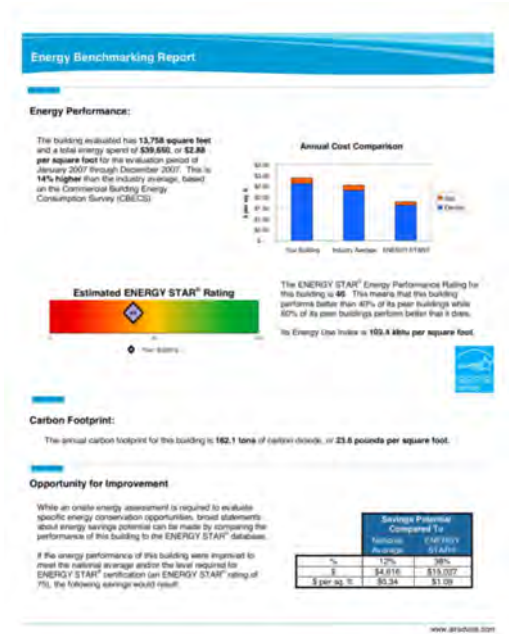 Energy Benchmarking Report
Energy Performance:
The building evaluated has 13,758 square feet
and a total energy spend of $39,650, or $2.88
per square foot for the evaluation period of
January 2007 through December 2007. This is
14% higher than the industry average, based
on the Commercial Building Energy
Consumption Survey (CBECS)
Annual Cost Comparison
$ per sq. ft.
Your Building Industry Average ENERGY STAR®
Electric
Estimated ENERGY STAR® Rating
Your Building
The ENERGY STAR® Energy Performance Rating for
this building is 40. This means that this building
performs better than 40% of its peer buildings while
60% of its peer buildings perform better than it does.
Its Energy Use Index is 103.4 kbtu per square foot.
Carbon Footprint:
The annual carbon footprint for this building is 162.1 tons of carbon dioxide, or 23.6 pounds per square foot.
Opportunity for Improvement
While an onsite energy assessment is required to evaluate
specific energy conservation opportunities, broad statements
about energy savings potential can be made by comparing the
performance of this building to the ENERGY STAR® database.
If the energy performance of this building were improved to
meet the national average and/or the level required for
ENERGY STAR® certification (an ENERGY STAR® rating of
75), the following savings would result:
Savings Potential
Compared To
National ENERGY
Average STAR®
% 12% 38%
$ $4,616 $15,027
$ per sq. ft. $0.34 $1.09